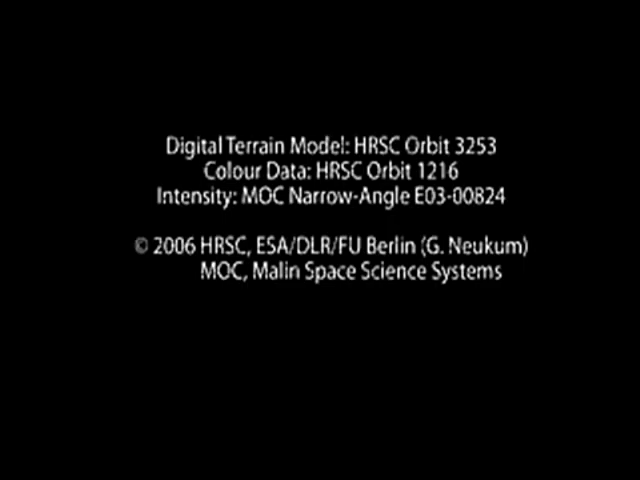 Digital Terrain Model: HRSC Orbit 3253
Colour Data: HRSC Orbit 1216
Intensity: MOC Narrow-Angle E03-00824
© 2006 HRSC, ESA/DLR/FU Berlin (G. Neukum)
MOC, Malin Space Science Systems